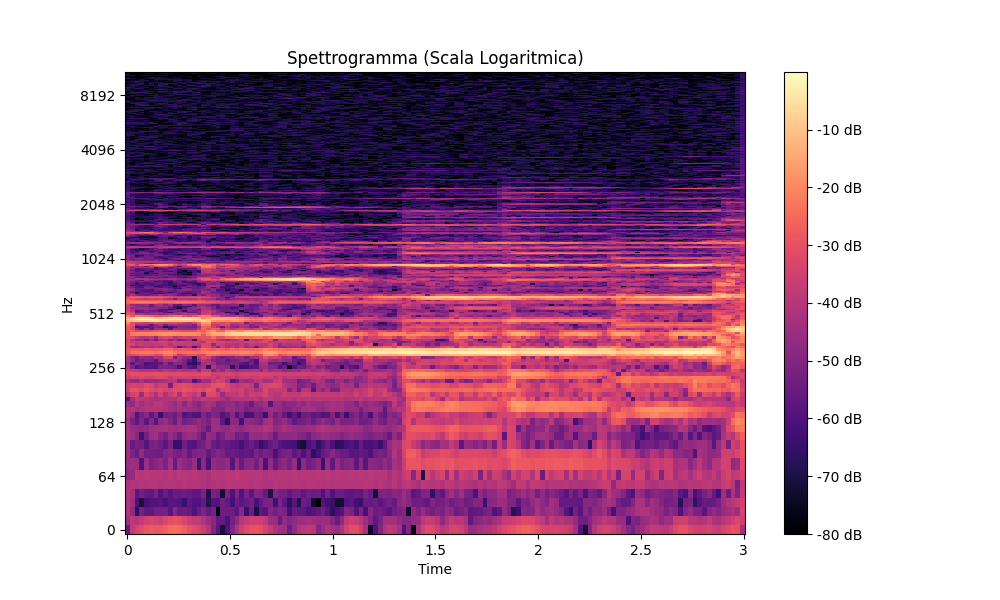 Spettrogramma (Scala Logaritmica)
8192
4096
2048
1024
512
256
128
64
0
Hz
0
0.5
1
1.5
2
2.5
3
Time
-10 dB
-20 dB
-30 dB
-40 dB
-50 dB
-60 dB
-70 dB
-80 dB